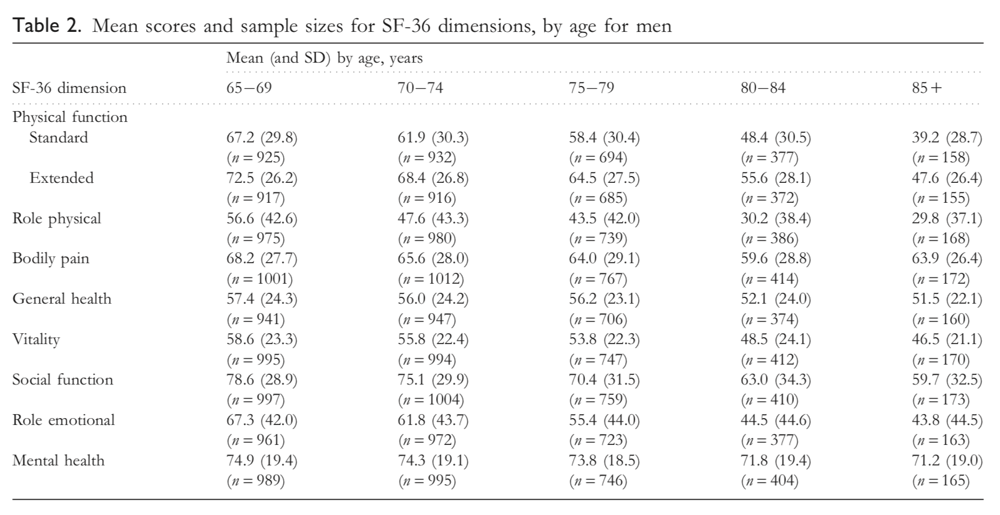 Table 2. Mean scores and sample sizes for SF-36 dimensions, by age for men
Mean (and SD) by age, years
SF-36 dimension 65–69 70–74 75–79 80–84 85+
Physical function
Standard 67.2 (29.8) 61.9 (30.3) 58.4 (30.4) 48.4 (30.5) 39.2 (28.7)
(n = 925) (n = 932) (n = 694) (n = 377) (n = 158)
Extended 72.5 (26.2) 68.4 (26.8) 64.5 (27.5) 55.6 (28.1) 47.6 (26.4)
(n = 917) (n = 916) (n = 685) (n = 372) (n = 155)
Role physical 56.6 (42.6) 47.6 (43.3) 43.5 (42.0) 30.2 (38.4) 29.8 (37.1)
(n = 975) (n = 980) (n = 739) (n = 386) (n = 168)
Bodily pain 68.2 (27.7) 65.6 (28.0) 64.0 (29.1) 59.6 (28.8) 63.9 (26.4)
(n = 1001) (n = 1012) (n = 767) (n = 414) (n = 172)
General health 57.4 (24.3) 56.0 (24.2) 56.2 (23.1) 52.1 (24.0) 51.5 (22.1)
(n = 941) (n = 947) (n = 706) (n = 374) (n = 160)
Vitality 58.6 (23.3) 55.8 (22.4) 53.8 (22.3) 48.5 (24.1) 46.5 (21.1)
(n = 995) (n = 994) (n = 747) (n = 412) (n = 170)
Social function 78.6 (28.9) 75.1 (29.9) 70.4 (31.5) 63.0 (34.3) 59.7 (32.5)
(n = 997) (n = 1004) (n = 759) (n = 410) (n = 173)
Role emotional 67.3 (42.0) 61.8 (43.7) 55.4 (44.0) 44.5 (44.6) 43.8 (44.5)
(n = 961) (n = 972) (n = 723) (n = 377) (n = 163)
Mental health 74.9 (19.4) 74.3 (19.1) 73.8 (18.5) 71.8 (19.4) 71.2 (19.0)
(n = 989) (n = 995) (n = 746) (n = 404) (n = 165)